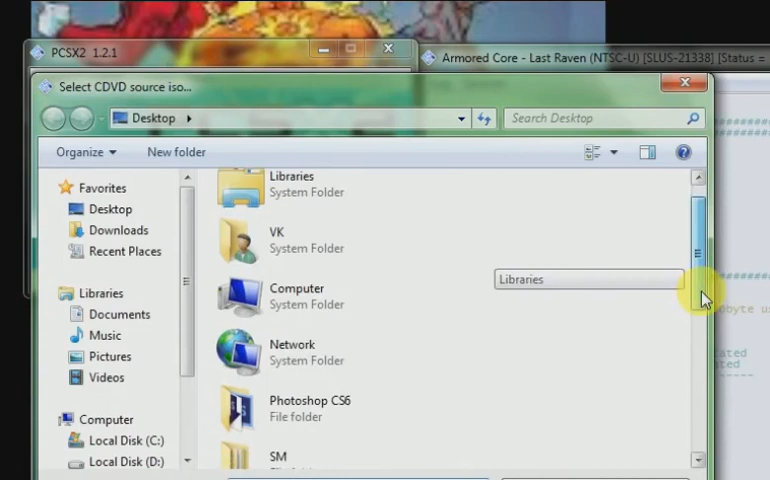 PCSX2 1.2.1
Armored Core - Last Raven (NTSC-U) [SLUS-21338] [Status =
Select CDVD source iso...
Desktop
Search Desktop
Organize
New folder
Favorites
Desktop
Downloads
Recent Places
Libraries
Documents
Music
Pictures
Videos
Computer
Local Disk (C:)
Local Disk (D:)
Libraries
System Folder
VK
System Folder
Computer
System Folder
Network
System Folder
Photoshop CS6
File folder
SM
Libraries